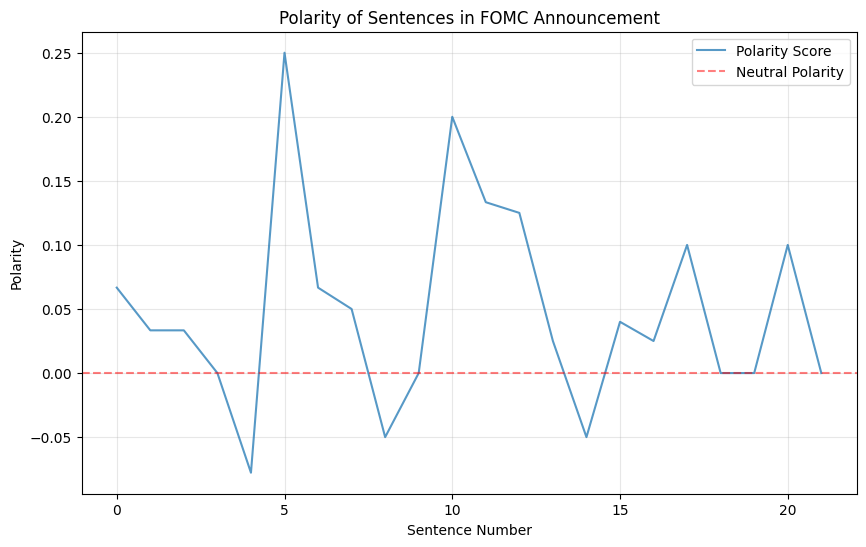 Polarity of Sentences in FOMC Announcement
Polarity Score
Neutral Polarity
0.25
0.20
0.15
0.10
0.05
0.00
−0.05
Polarity
0 5 10 15 20
Sentence Number